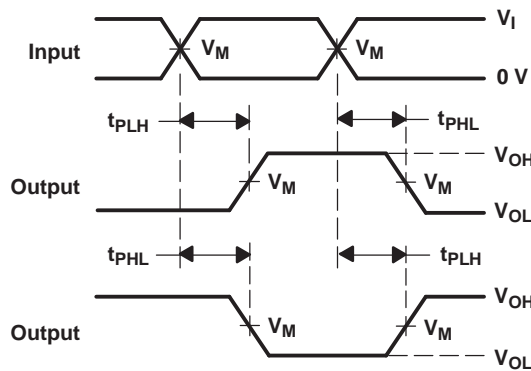 VI
Input VM VM
0 V
tPLH tPHL
VOH
Output VM VM
VOL
tPHL tPLH
VOH
Output VM VM
VOL